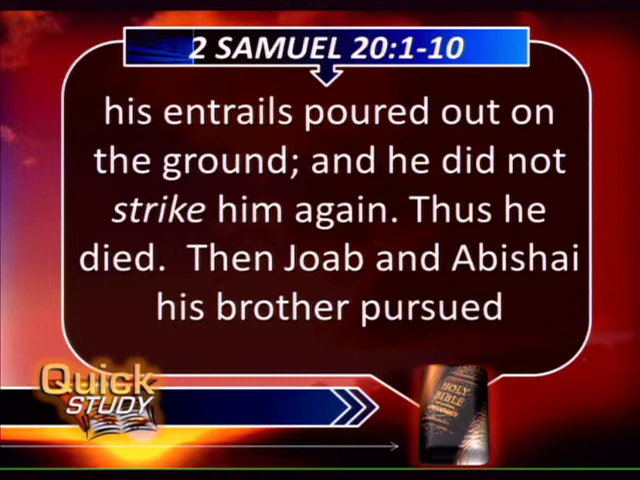 2 SAMUEL 20:1-10
his entrails poured out on
the ground; and he did not
strike him again. Thus he
died.  Then Joab and Abishai
his brother pursued
Quick
STUDY
HOLY
BIBLE